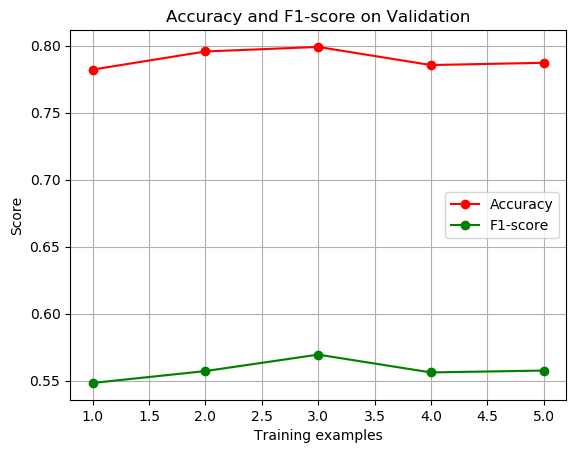 Accuracy and F1-score on Validation
0.80
0.75
0.70
0.65
0.60
0.55
Score
Accuracy
F1-score
1.0 1.5 2.0 2.5 3.0 3.5 4.0 4.5 5.0
Training examples